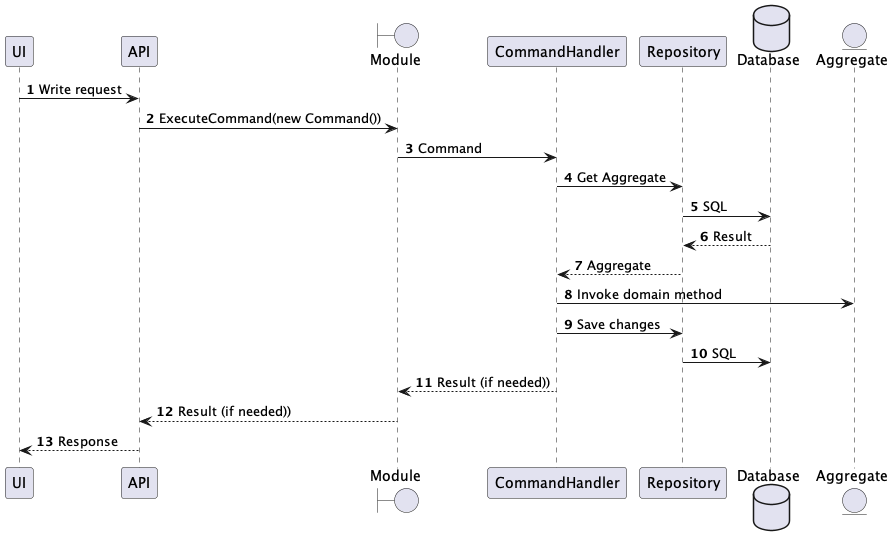 UI
API
Module
CommandHandler
Repository
Database
Aggregate
1 Write request
2 ExecuteCommand(new Command())
3 Command
4 Get Aggregate
5 SQL
6 Result
7 Aggregate
8 Invoke domain method
9 Save changes
10 SQL
11 Result (if needed))
12 Result (if needed))
13 Response
UI
API
Module
CommandHandler
Repository
Database
Aggregate